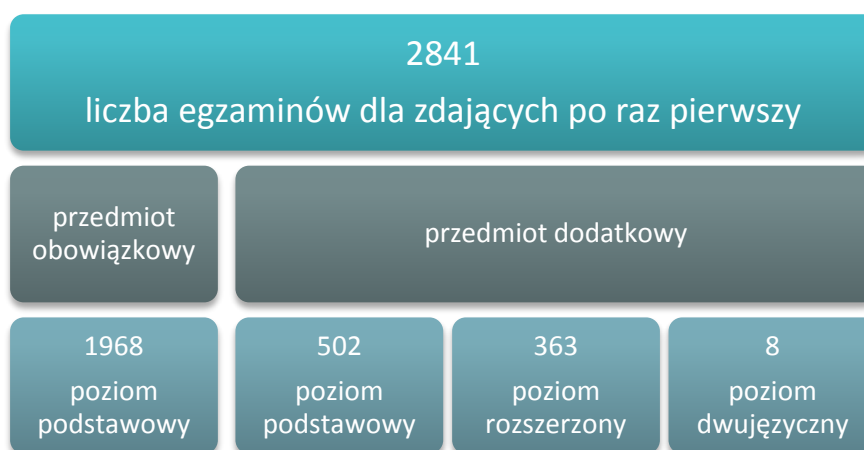 2841
liczba egzaminów dla zdających po raz pierwszy
przedmiot
obowiązkowy
przedmiot dodatkowy
1968
poziom
podstawowy
502
poziom
podstawowy
363
poziom
rozszerzony
8
poziom
dwujęzyczny